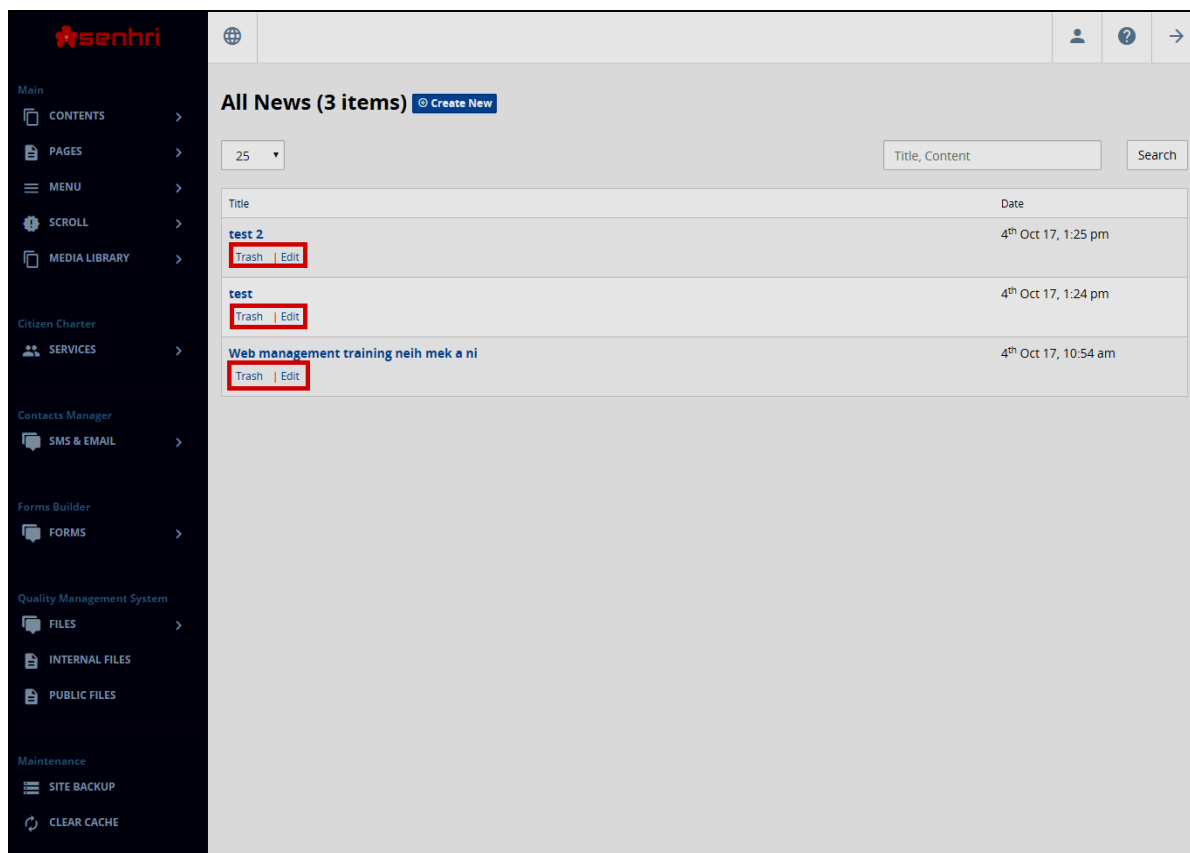 senhri
Main
CONTENTS
PAGES
MENU
SCROLL
MEDIA LIBRARY
Citizen Charter
SERVICES
Contacts Manager
SMS & EMAIL
Forms Builder
FORMS
Quality Management System
FILES
INTERNAL FILES
PUBLIC FILES
Maintenance
SITE BACKUP
CLEAR CACHE
All News (3 items) Create New
25 Title, Content Search
Title Date
test 2 4th Oct 17, 1:25 pm
Trash | Edit
test 4th Oct 17, 1:24 pm
Trash | Edit
Web management training neih mek a ni 4th Oct 17, 10:54 am
Trash | Edit